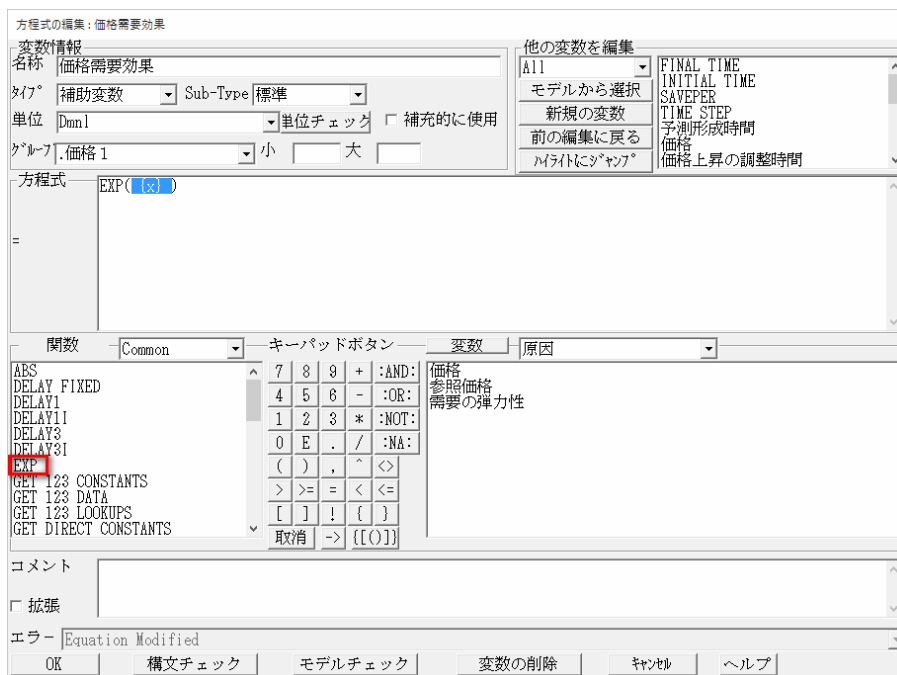 方程式の編集：価格需要効果
変数情報
名称 価格需要効果
ﾀｲﾌﾟ 補助変数 Sub-Type 標準
単位 Dmnl 単位チェック 補充的に使用
ｸﾞﾙｰﾌﾟ .価格１ 小 大
他の変数を編集
All
モデルから選択
新規の変数
前の編集に戻る
ﾊｲﾗｲﾄにｼﾞｬﾝﾌﾟ
FINAL TIME
INITIAL TIME
SAVEPER
TIME STEP
予測形成時間
価格
価格上昇の調整時間
方程式
=
EXP( {x} )
関数 Common
ABS
DELAY FIXED
DELAY1
DELAY1I
DELAY3
DELAY3I
EXP
GET 123 CONSTANTS
GET 123 DATA
GET 123 LOOKUPS
GET DIRECT CONSTANTS
キーパッドボタン
7 8 9 + :AND:
4 5 6 - :OR:
1 2 3 * :NOT:
0 E . / :NA:
( ) , ^ <>
> >= = < <=
[ ] ! { }
取消 -> {[()]}
変数 原因
価格
参照価格
需要の弾力性
コメント
拡張
エラー Equation Modified
OK 構文チェック モデルチェック 変数の削除 ｷｬﾝｾﾙ ヘルプ